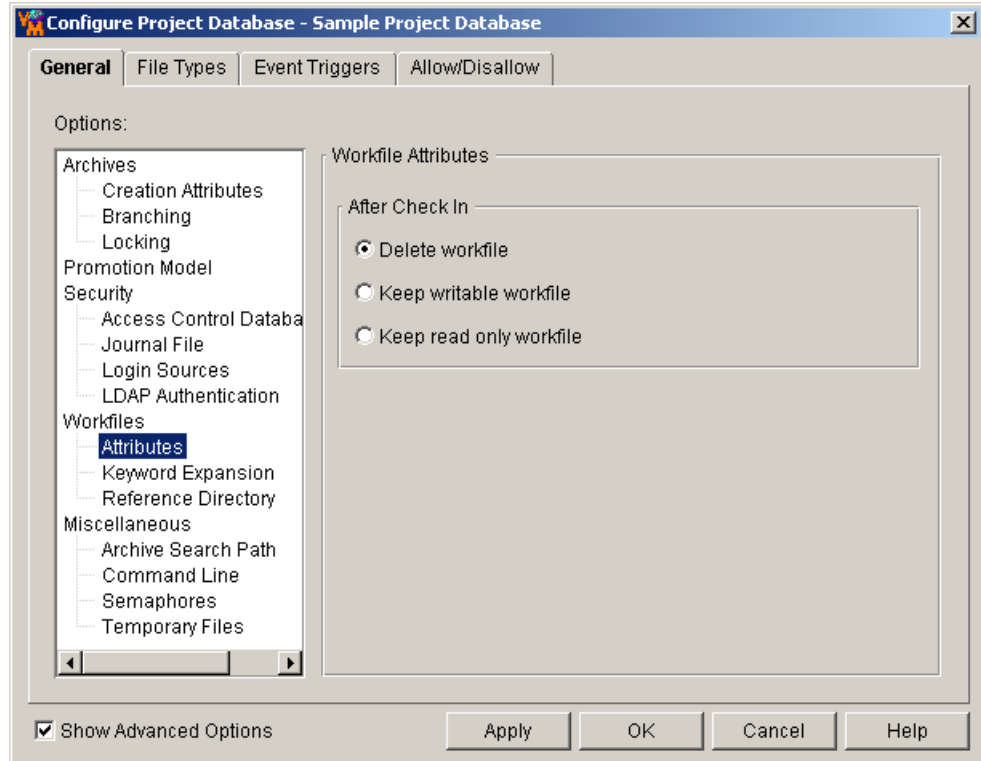 Configure Project Database - Sample Project Database
General File Types Event Triggers Allow/Disallow
Options:
Archives
Creation Attributes
Branching
Locking
Promotion Model
Security
Access Control Databa
Journal File
Login Sources
LDAP Authentication
Workfiles
Attributes
Keyword Expansion
Reference Directory
Miscellaneous
Archive Search Path
Command Line
Semaphores
Temporary Files
Workfile Attributes
After Check In
Delete workfile
Keep writable workfile
Keep read only workfile
Show Advanced Options
Apply OK Cancel Help